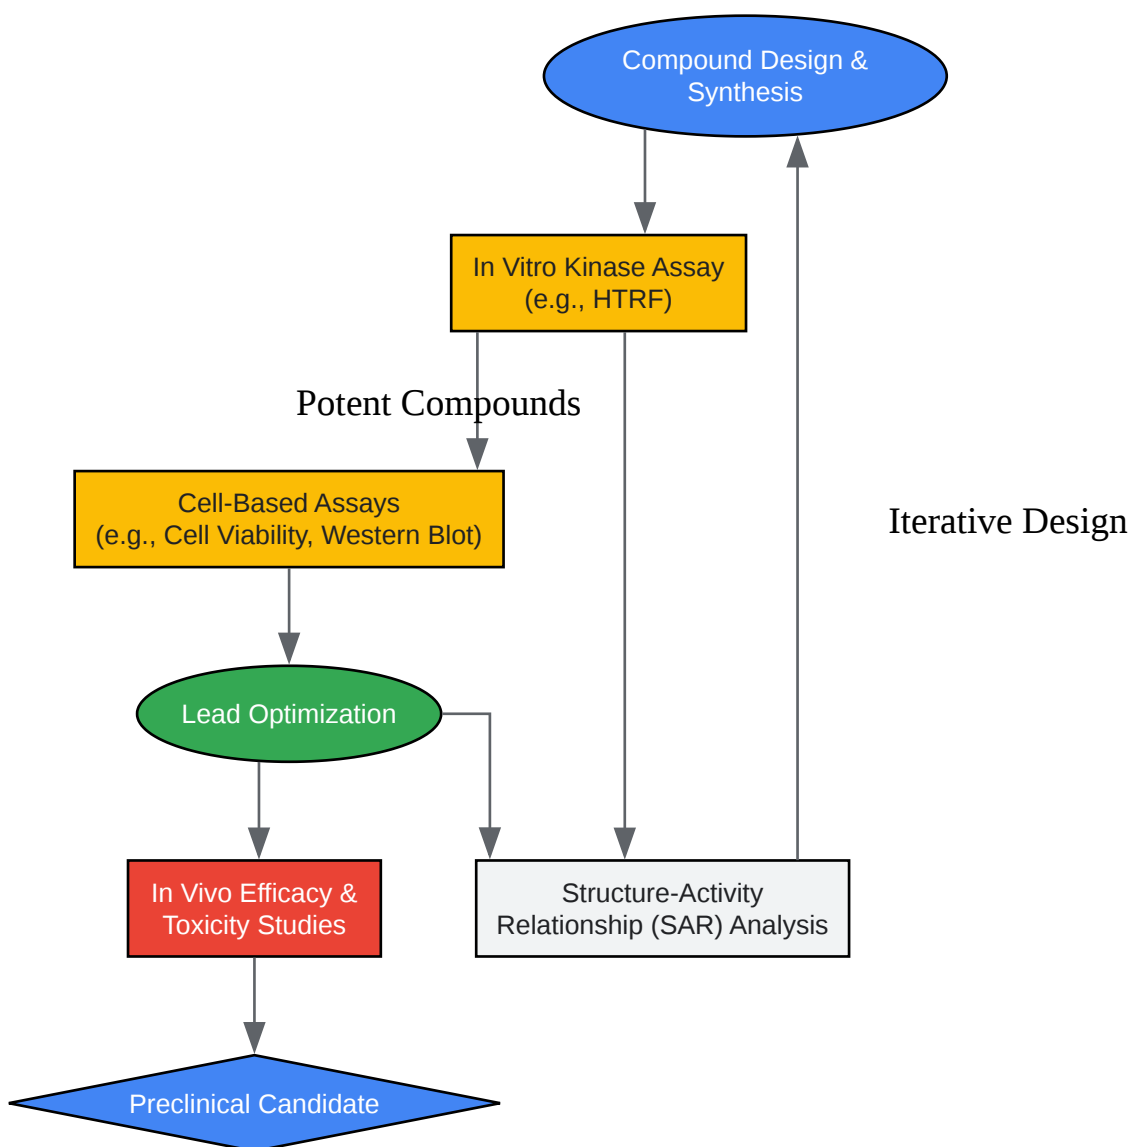 Compound Design &
Synthesis
In Vitro Kinase Assay
(e.g., HTRF)
Potent Compounds
Cell-Based Assays
(e.g., Cell Viability, Western Blot)
Iterative Design
Lead Optimization
In Vivo Efficacy &
Toxicity Studies
Structure-Activity
Relationship (SAR) Analysis
Preclinical Candidate